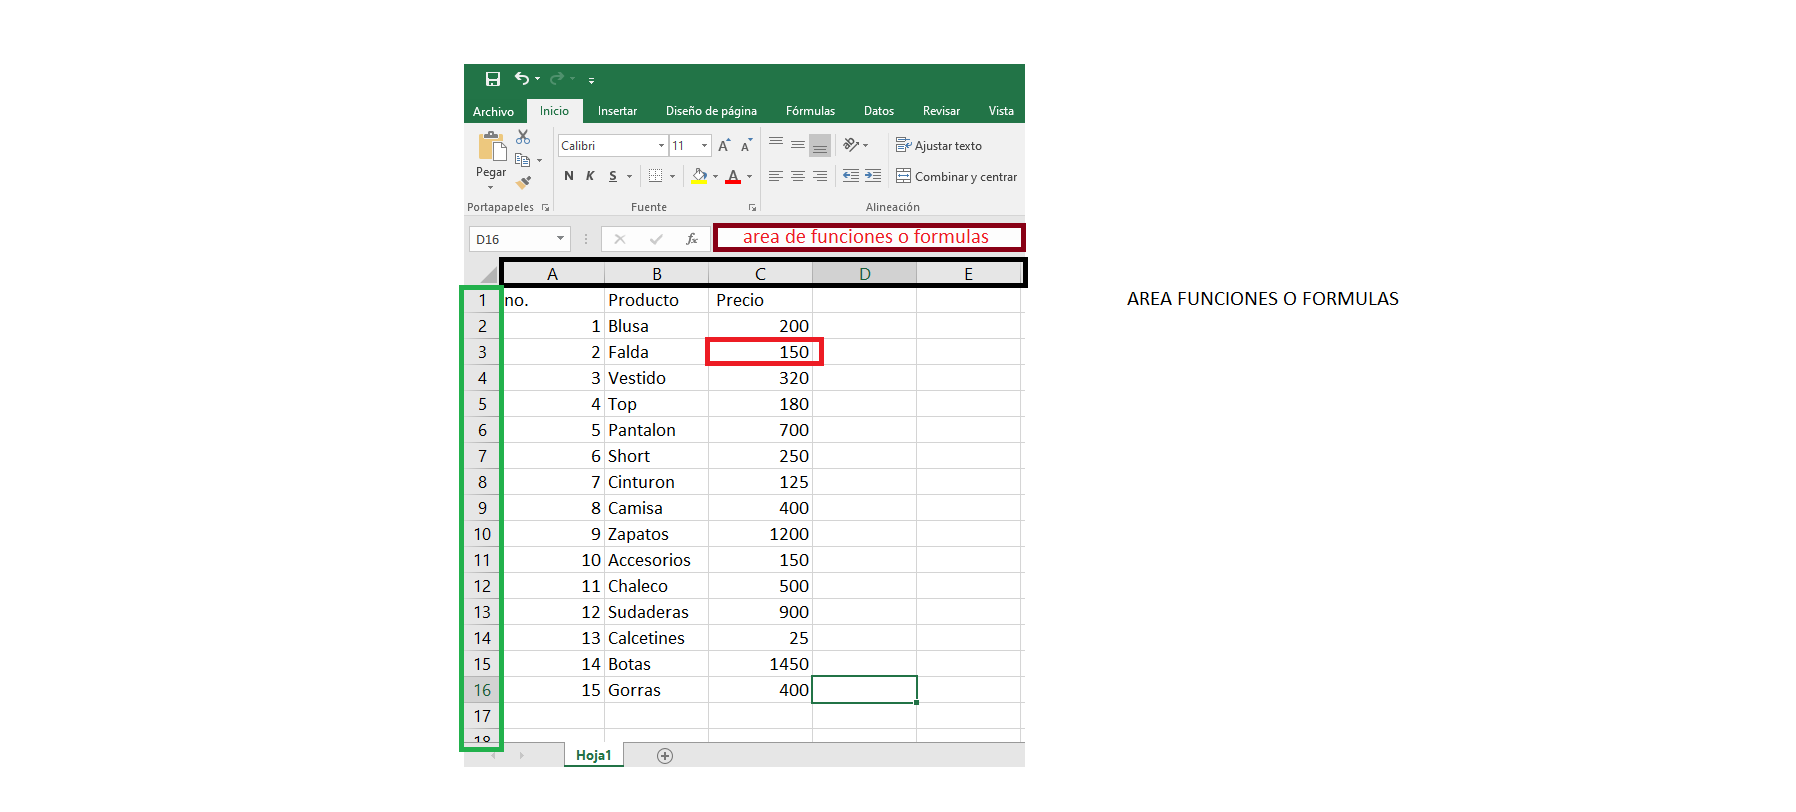 Archivo Inicio Insertar Diseño de página Fórmulas Datos Revisar Vista
Calibri 11 A A Ajustar texto
Pegar N K S A Combinar y centrar
Portapapeles Fuente Alineación
D16 fx area de funciones o formulas
A B C D E
1 no. Producto Precio
AREA FUNCIONES O FORMULAS
2 1 Blusa 200
3 2 Falda 150
4 3 Vestido 320
5 4 Top 180
6 5 Pantalon 700
7 6 Short 250
8 7 Cinturon 125
9 8 Camisa 400
10 9 Zapatos 1200
11 10 Accesorios 150
12 11 Chaleco 500
13 12 Sudaderas 900
14 13 Calcetines 25
15 14 Botas 1450
16 15 Gorras 400
17
18
Hoja1